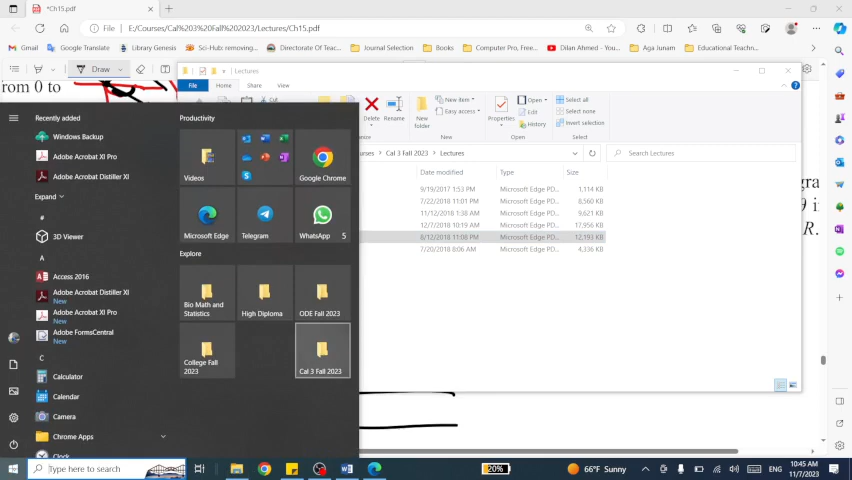 *Ch15.pdf
File
E:/Courses/Cal%203%20Fall%202023/Lectures/Ch15.pdf
Gmail
Google
YouTube
Library Genesis
Sci-Hub: removing...
Directorate Of Teac...
Journal Selection
Books
Computer Prog, Free...
Dilan Ahmed - You...
Aga Junam
Educational Teachn...
Draw
from 0 to
Lectures
File
Home
Share
View
Cut
Delete
Rename
New folder
New item
Easy access
New
Properties
Open
Edit
History
Open
Select all
Select none
Invert selection
Select
Cal 3 Fall 2023
Lectures
Search Lectures
Date modified
Type
Size
9/19/2017 1:53 PM
Microsoft Edge PD...
1,114 KB
7/22/2018 11:01 PM
Microsoft Edge PD...
8,560 KB
11/12/2018 1:38 AM
Microsoft Edge PD...
9,621 KB
12/7/2018 10:19 AM
Microsoft Edge PD...
17,956 KB
8/12/2018 11:08 PM
Microsoft Edge PD...
12,193 KB
7/20/2018 8:06 AM
Microsoft Edge PD...
4,336 KB
R.
Recently added
Windows Backup
Adobe Acrobat XI Pro
Adobe Acrobat Distiller XI
Expand
#
3D Viewer
A
Access 2016
Adobe Acrobat Distiller XI
New
Adobe Acrobat XI Pro
New
Adobe FormsCentral
New
C
Calculator
Calendar
Camera
Chrome Apps
Clock
Productivity
Videos
Google Chrome
Microsoft Edge
Telegram
WhatsApp 5
Explore
Bio Math and Statistics
High Diploma
ODE Fall 2023
College Fall 2023
Cal 3 Fall 2023
Type here to search
20%
66°F Sunny
ENG
10:45 AM
11/7/2023